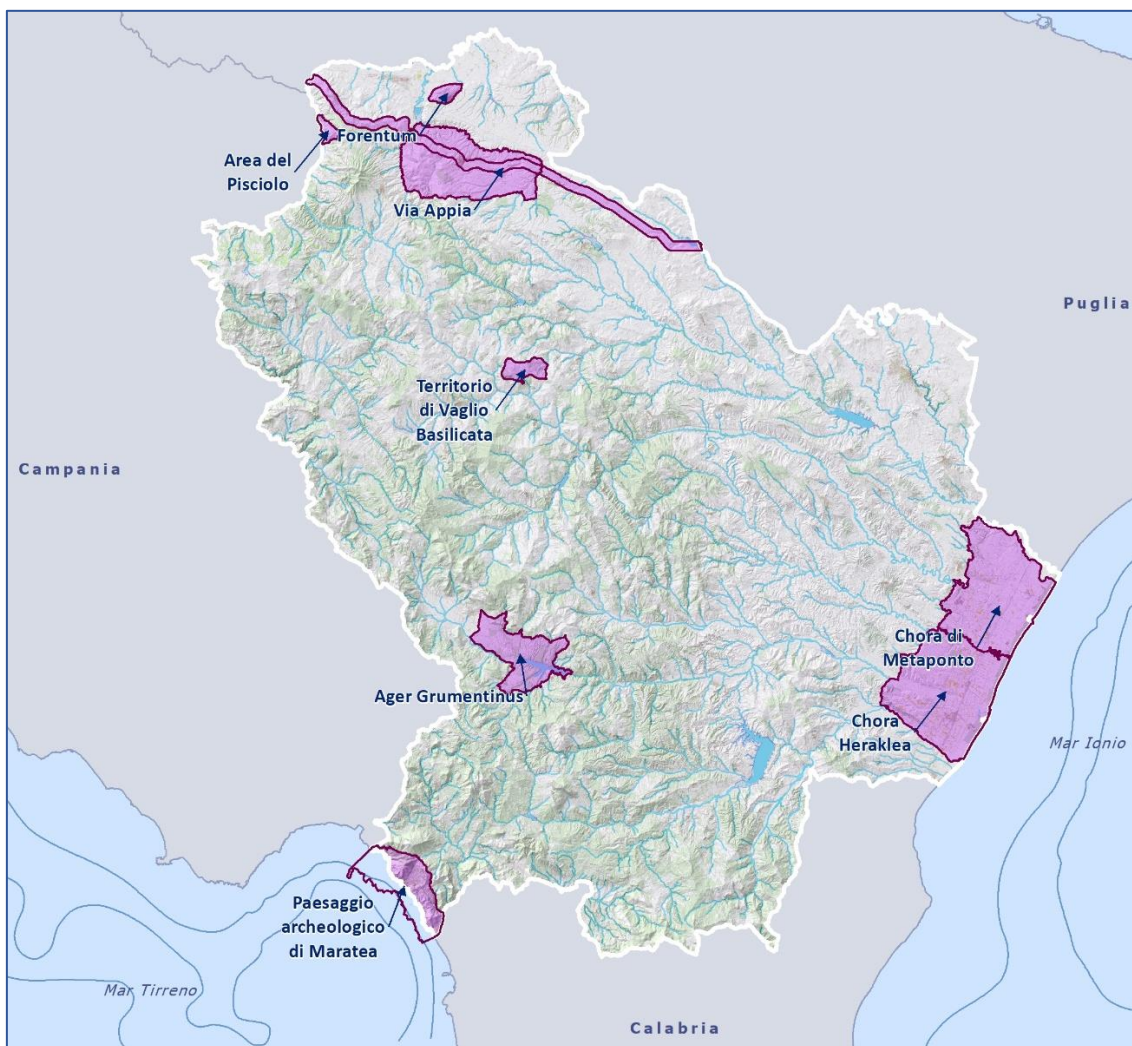 Forentum
Area del
Pisciolo
Via Appia
Puglia
Territorio
di Vaglio
Basilicata
Campania
Chora di
Metaponto
Ager Grumentinus
Chora
Heraklea
Mar Ionio
Paesaggio
archeologico
di Maratea
Mar Tirreno
Calabria